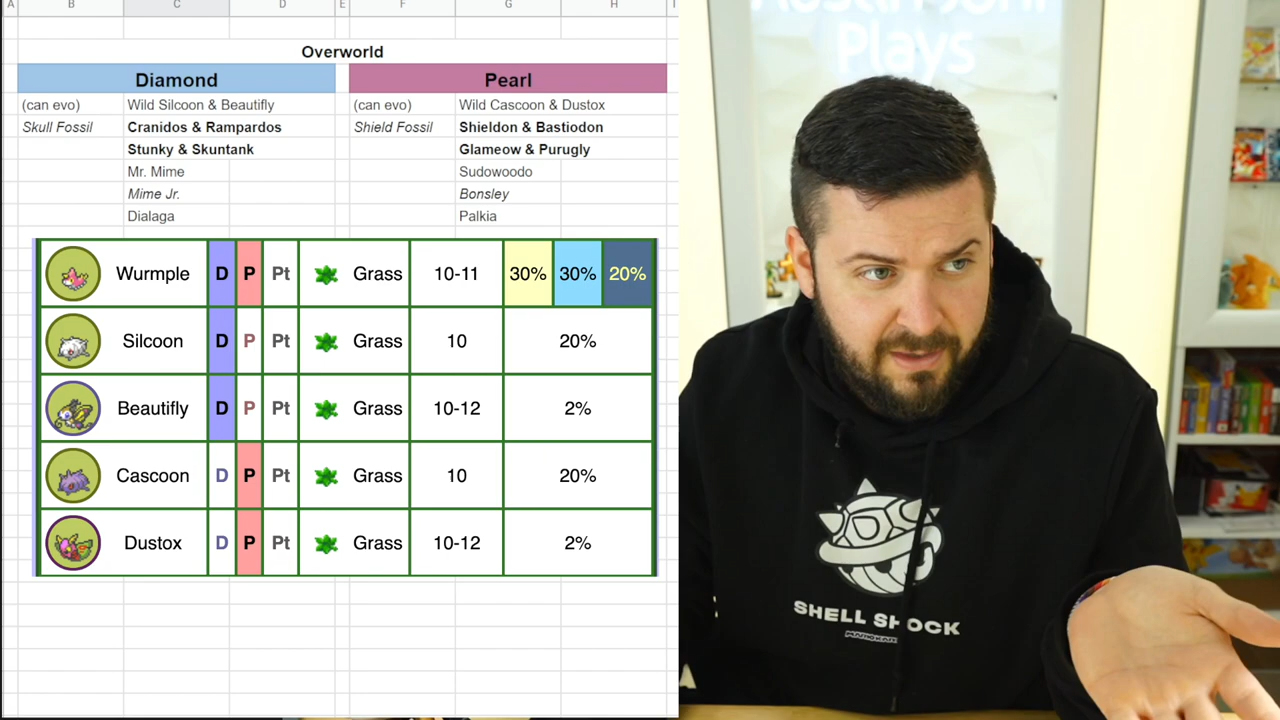 A B C D E F G H I
Overworld
Diamond Pearl
(can evo) Wild Silcoon & Beautifly (can evo) Wild Cascoon & Dustox
Skull Fossil Cranidos & Rampardos Shield Fossil Shieldon & Bastiodon
Stunky & Skuntank Glameow & Purugly
Mr. Mime Sudowoodo
Mime Jr. Bonsley
Dialaga Palkia
Wurmple D P Pt Grass 10-11 30% 30% 20%
Silcoon D P Pt Grass 10 20%
Beautifly D P Pt Grass 10-12 2%
Cascoon D P Pt Grass 10 20%
Dustox D P Pt Grass 10-12 2%
Austin John
Plays
SHELL SHOCK